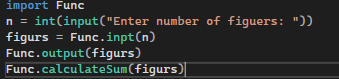 import Func
n = int(input("Enter number of figuers: "))
figurs = Func.inpt(n)
Func.output(figurs)
Func.calculateSum(figurs)